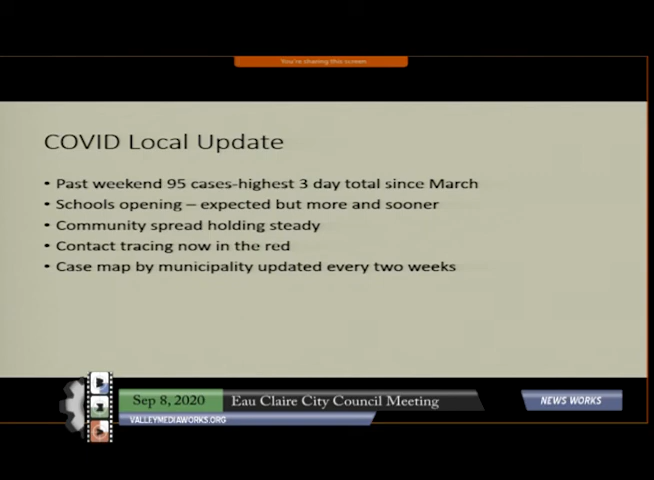 You're sharing this screen
COVID Local Update
• Past weekend 95 cases-highest 3 day total since March
• Schools opening – expected but more and sooner
• Community spread holding steady
• Contact tracing now in the red
• Case map by municipality updated every two weeks
Sep 8, 2020 Eau Claire City Council Meeting NEWS WORKS
VALLEYMEDIAWORKS.ORG